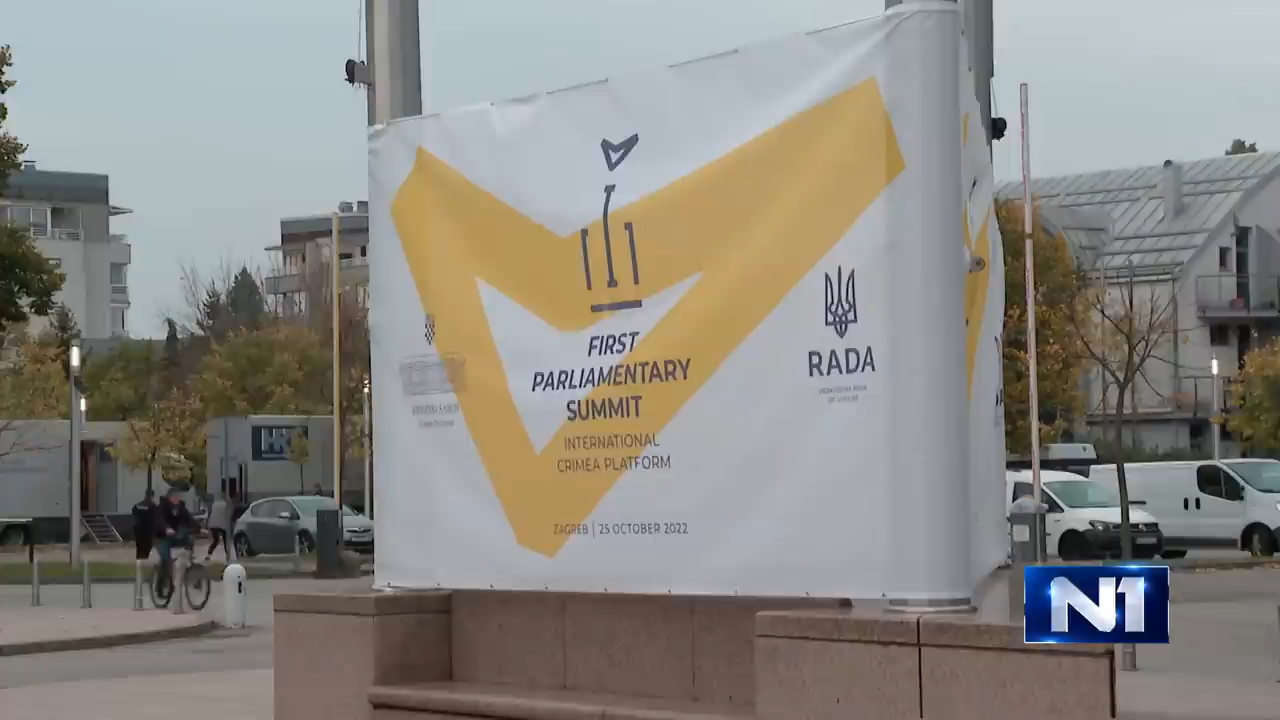 FIRST
PARLIAMENTARY
SUMMIT
INTERNATIONAL
CRIMEA PLATFORM
ZAGREB | 25 OCTOBER 2022
RADA
N1